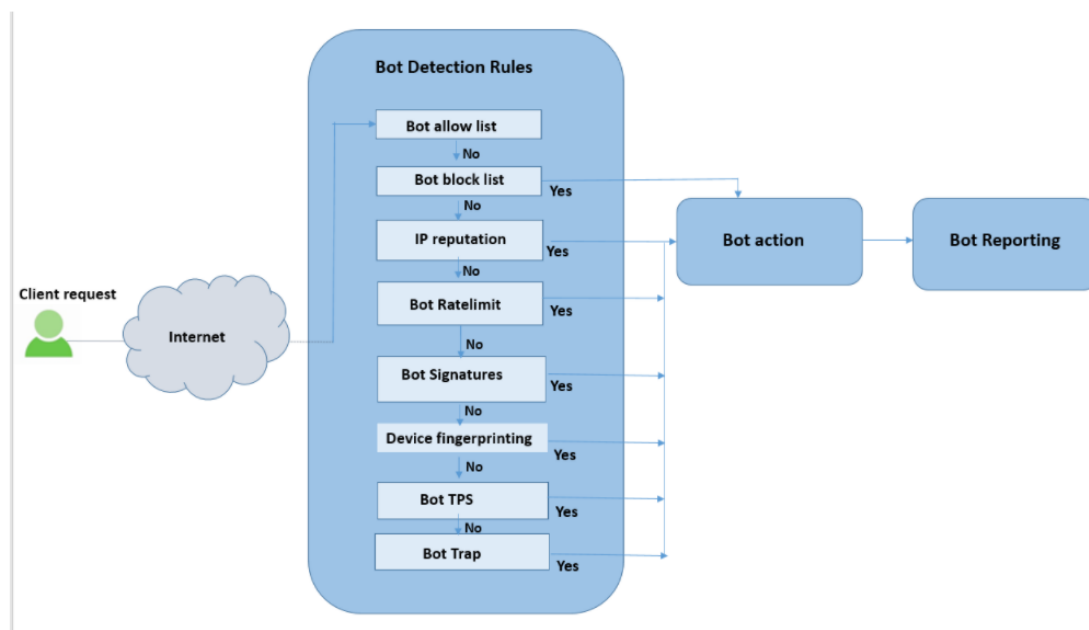 Bot Detection Rules
Bot allow list
No
Bot block list
Yes
No
IP reputation
Yes
No
Bot Ratelimit
Yes
No
Bot Signatures
Yes
No
Device fingerprinting
Yes
No
Bot TPS
Yes
No
Bot Trap
Yes
Client request
Internet
Bot action
Bot Reporting